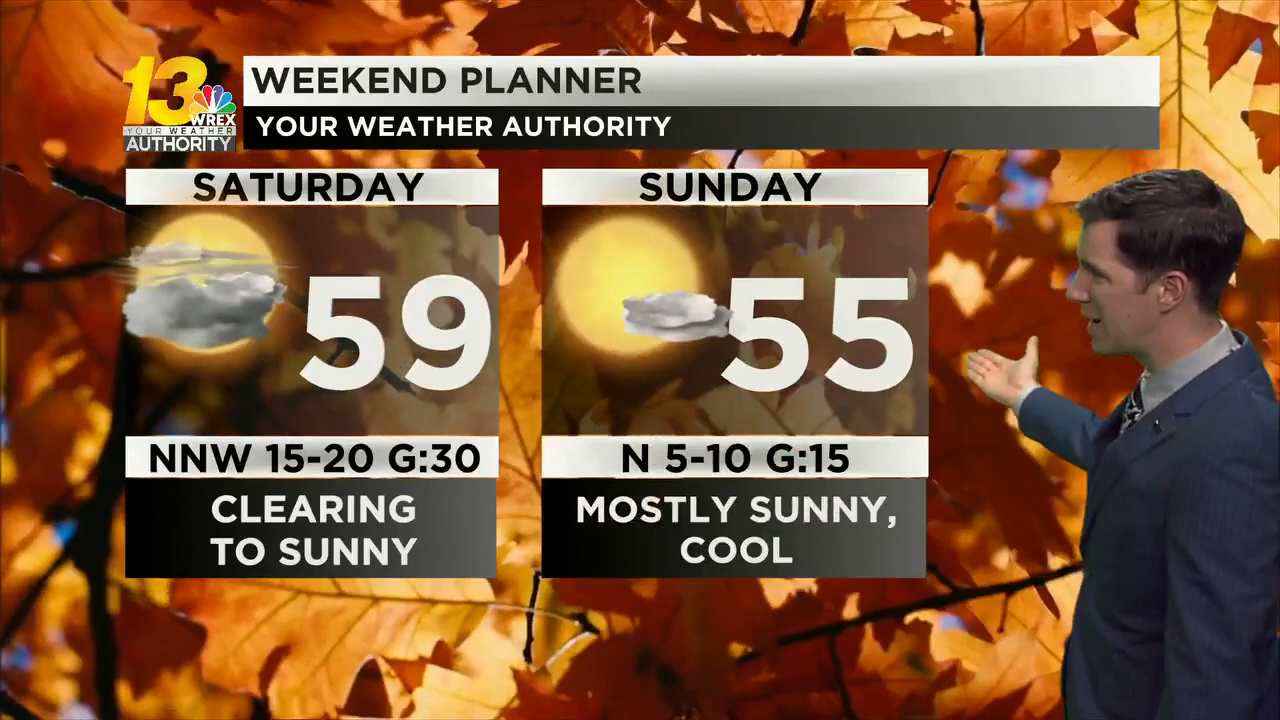 13
WREX
YOUR WEATHER
AUTHORITY
WEEKEND PLANNER
YOUR WEATHER AUTHORITY
SATURDAY
59
NNW 15-20 G:30
CLEARING
TO SUNNY
SUNDAY
55
N 5-10 G:15
MOSTLY SUNNY,
COOL